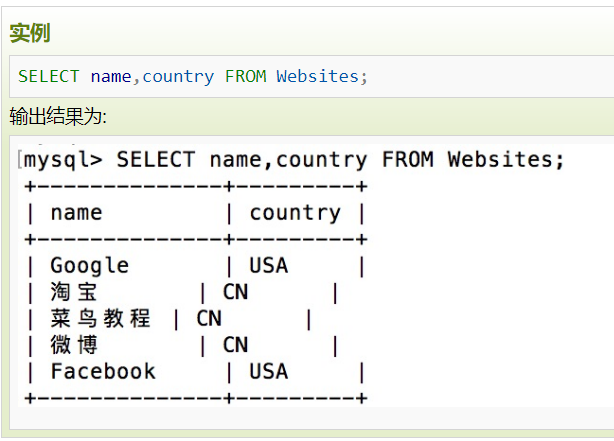 实例
SELECT name,country FROM Websites;
输出结果为:
[mysql> SELECT name,country FROM Websites;
+--------------+---------+
| name         | country |
+--------------+---------+
| Google       | USA     |
| 淘宝         | CN      |
| 菜鸟教程 | CN      |
| 微博         | CN      |
| Facebook     | USA     |
+--------------+---------+